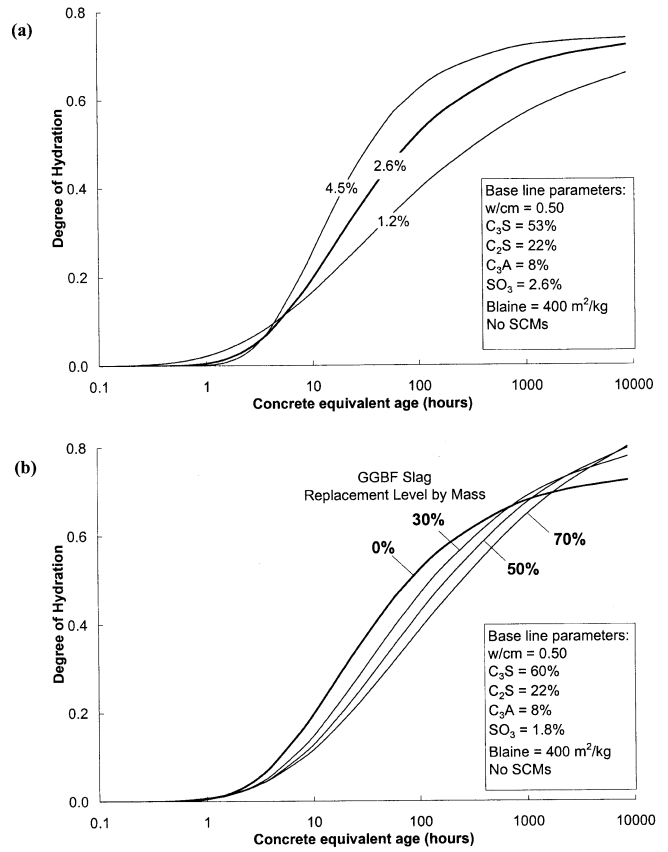 (a)
0.8
0.6
0.4
0.2
0.0
Degree of Hydration
4.5%
2.6%
1.2%
Base line parameters:
w/cm = 0.50
C₃S = 53%
C₂S = 22%
C₃A = 8%
SO₃ = 2.6%
Blaine = 400 m²/kg
No SCMs
0.1 1 10 100 1000 10000
Concrete equivalent age (hours)
(b)
0.8
0.6
0.4
0.2
0.0
Degree of Hydration
GGBF Slag
Replacement Level by Mass
0%
30%
50%
70%
Base line parameters:
w/cm = 0.50
C₃S = 60%
C₂S = 22%
C₃A = 8%
SO₃ = 1.8%
Blaine = 400 m²/kg
No SCMs
0.1 1 10 100 1000 10000
Concrete equivalent age (hours)